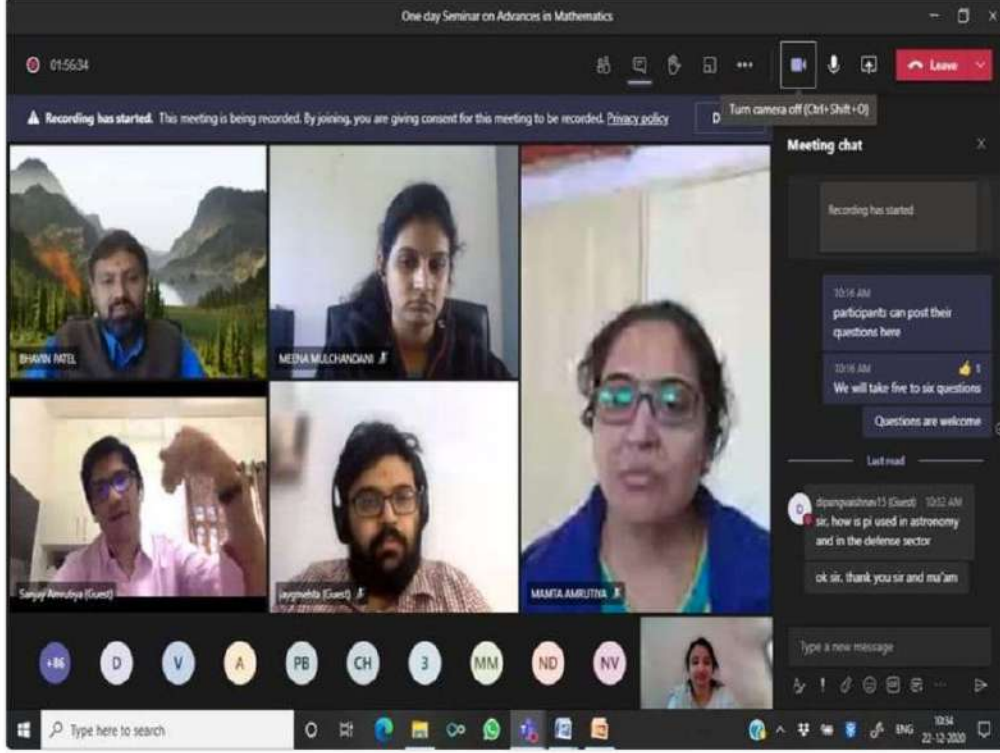 One day Seminar on Advances in Mathematics
01:56:34
Leave
Recording has started. This meeting is being recorded. By joining, you are giving consent for this meeting to be recorded. Privacy policy
D
Turn camera off (Ctrl+Shift+O)
Meeting chat
Recording has started
10:16 AM
participants can post their
questions here
10:16 AM
1
We will take five to six questions
Questions are welcome
Last read
D
(Guest) 10:32 AM
sir, how is pi used in astronomy
and in the defense sector
ok sir. thank you sir and ma'am
BHAVIN PATEL
MEENA MULCHANDANI
Sanjay Amrutiya (Guest)
jaygmehta (Guest)
MAMTA AMRUTIYA
+86
D
V
A
PB
CH
3
MM
ND
NV
Type a new message
Type here to search
ENG
10:34
22-12-2020